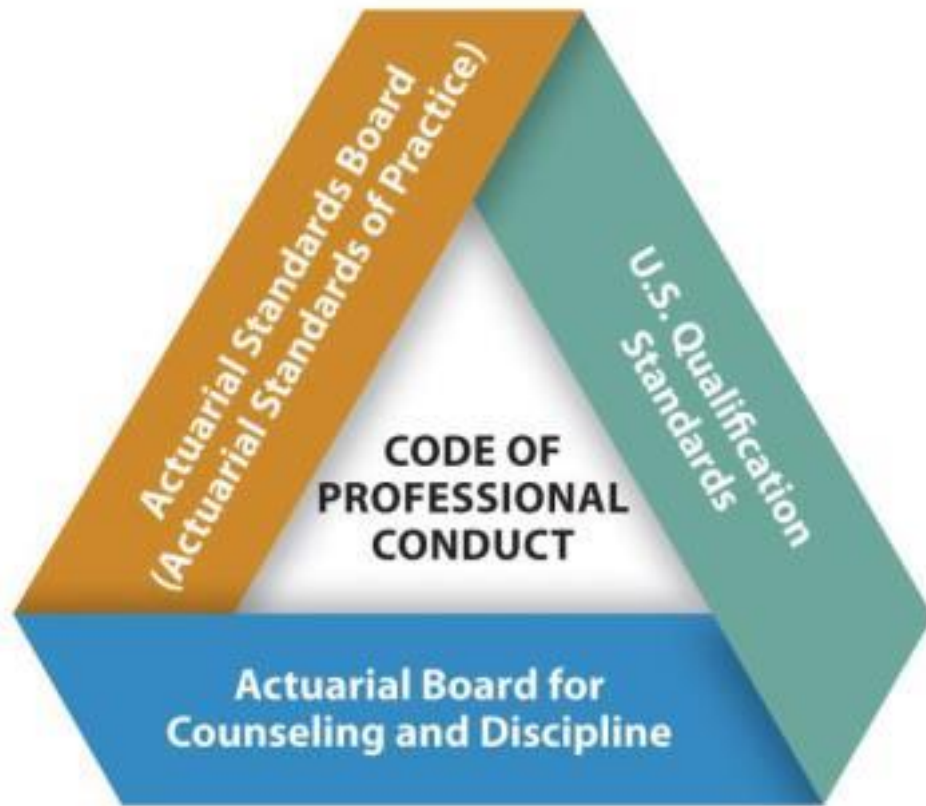 Actuarial Standards Board
(Actuarial Standards of Practice)
U.S. Qualification
Standards
CODE OF
PROFESSIONAL
CONDUCT
Actuarial Board for
Counseling and Discipline